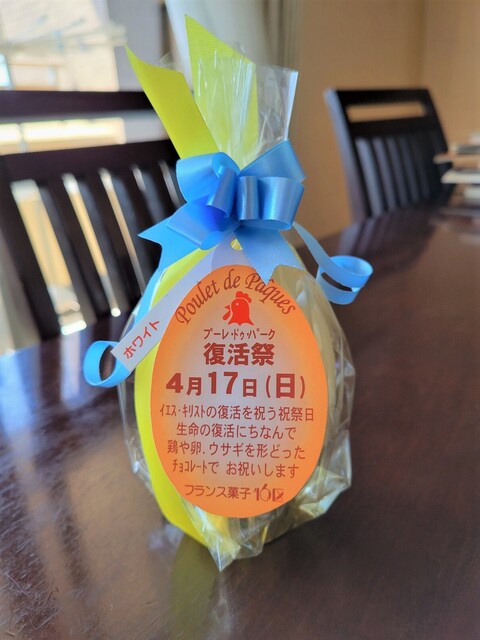 Poulet de Pâques
プーレ・ドゥ・パーク
復活祭
4月17日(日)
イエス・キリストの復活を祝う祝祭日
生命の復活にちなんで
鶏や卵、ウサギを形どった
チョコレートで お祝いします
フランス菓子16区
ホワイト